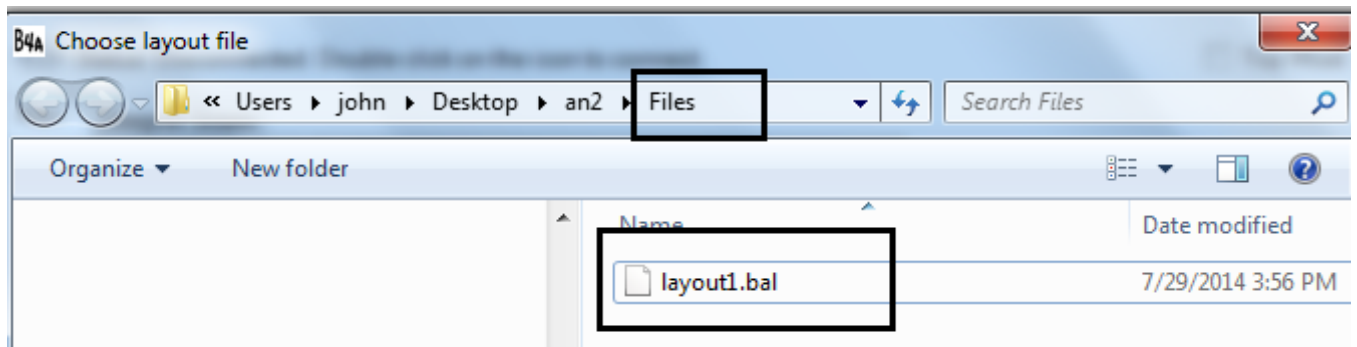 B4A Choose layout file
« Users ▸ john ▸ Desktop ▸ an2 ▸ Files Search Files
Organize New folder
Name Date modified
layout1.bal 7/29/2014 3:56 PM